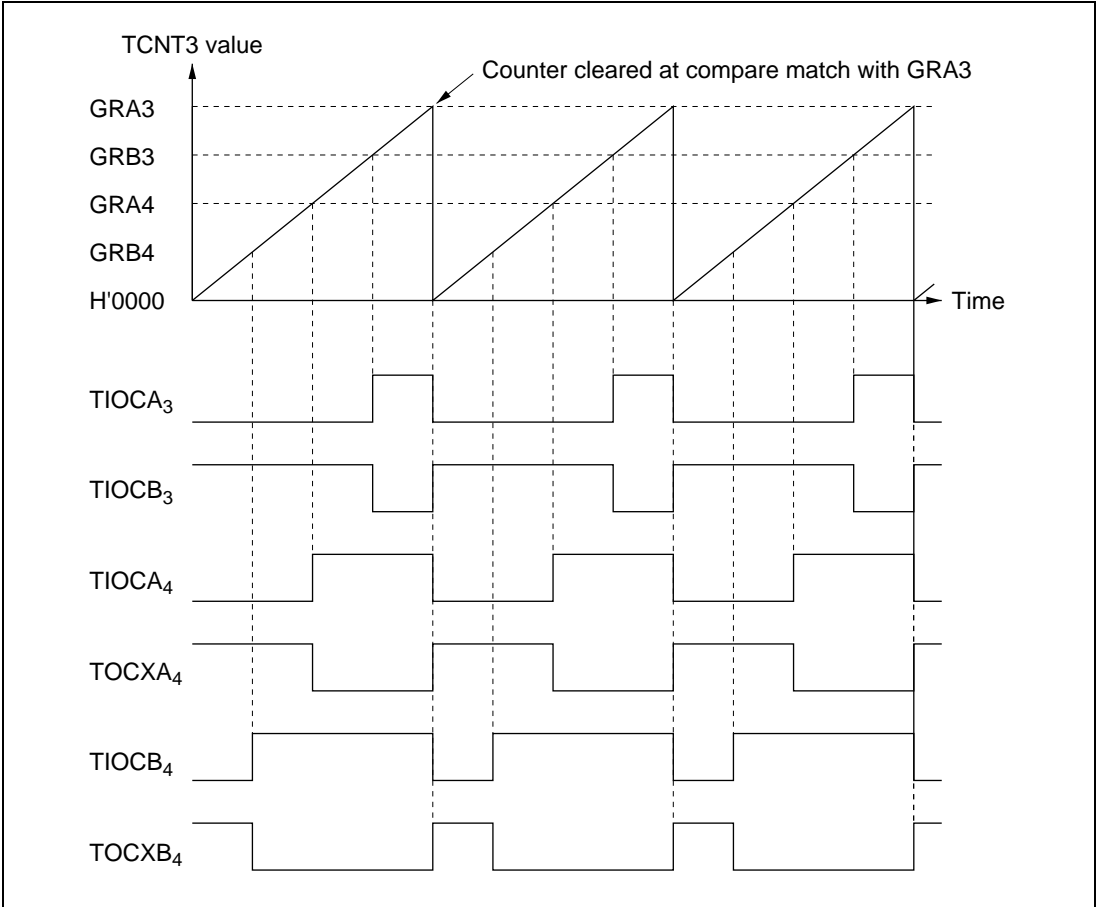 TCNT3 value
Counter cleared at compare match with GRA3
GRA3
GRB3
GRA4
GRB4
H'0000
Time
TIOCA₃
TIOCB₃
TIOCA₄
TOCXA₄
TIOCB₄
TOCXB₄